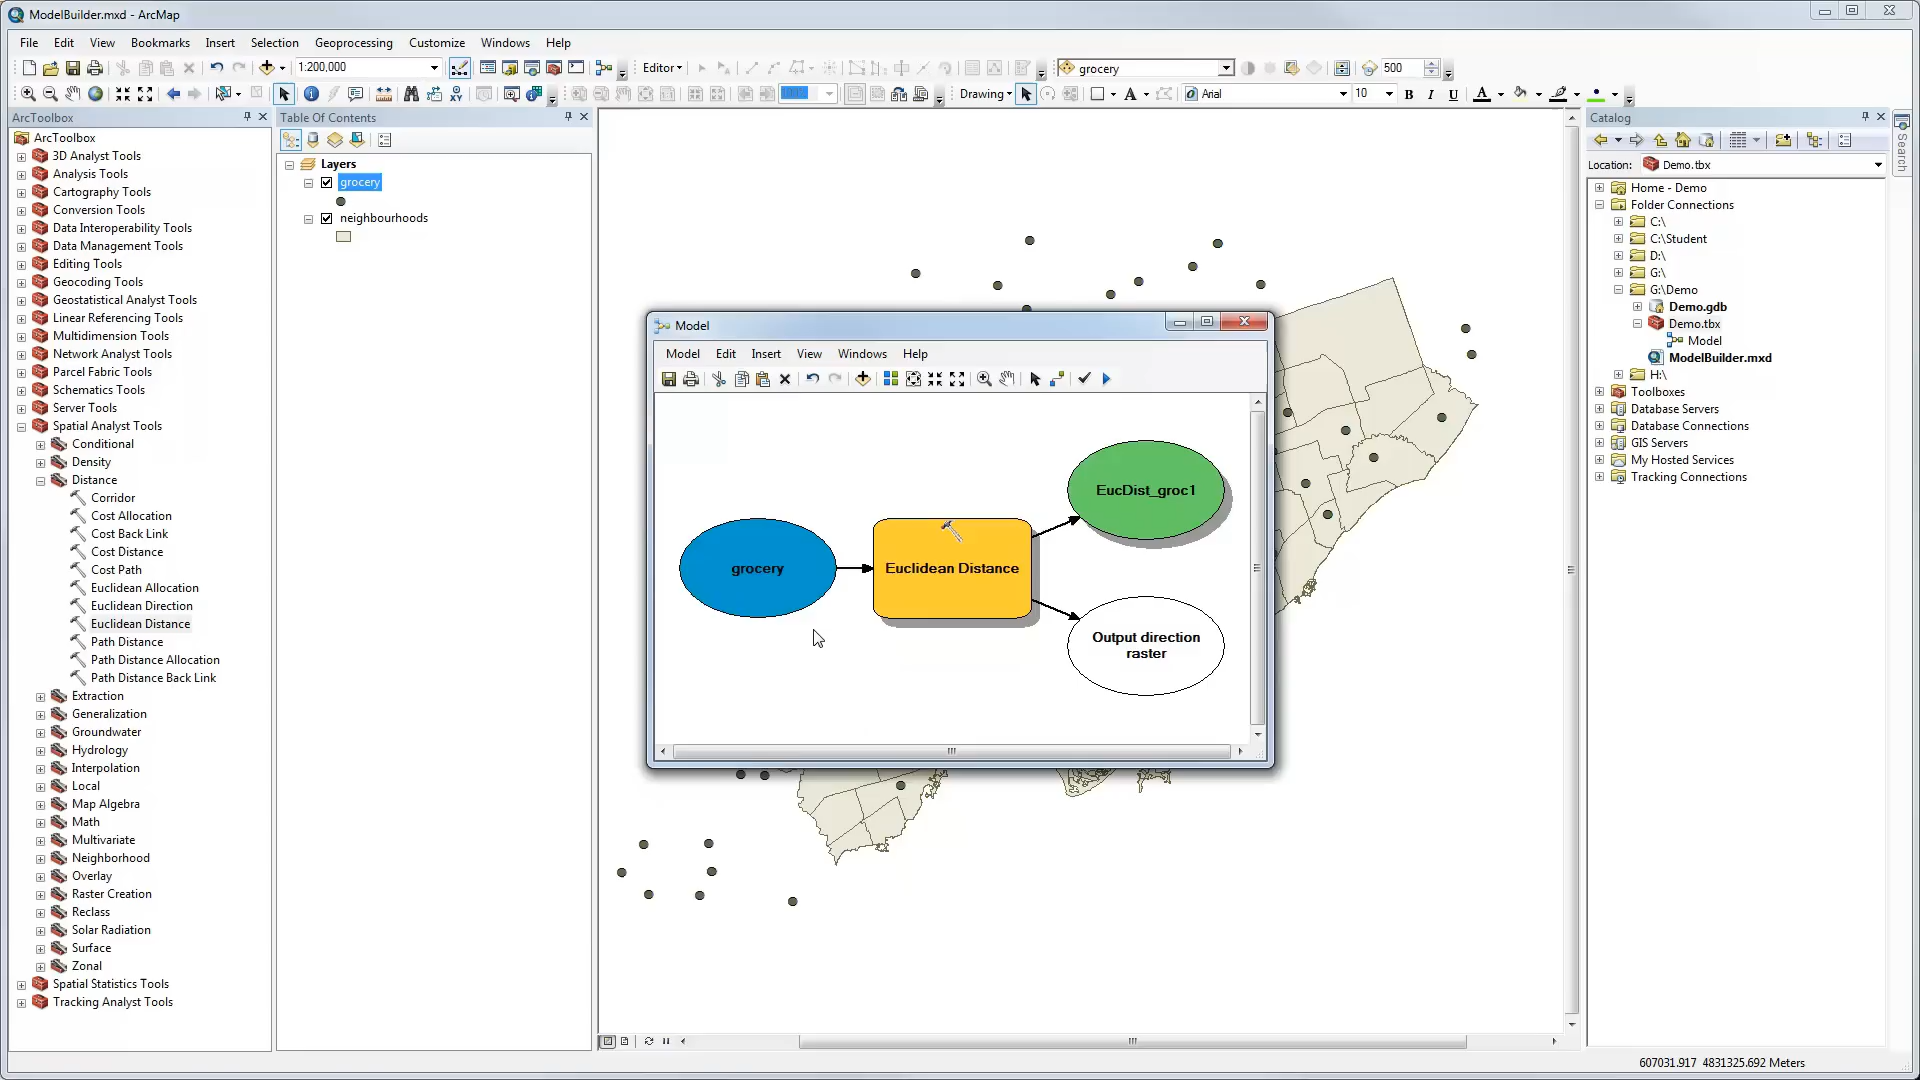 ModelBuilder.mxd - ArcMap
File Edit View Bookmarks Insert Selection Geoprocessing Customize Windows Help
1:200,000 Editor grocery 500
Drawing A Arial 10 B I U A
ArcToolbox
ArcToolbox
3D Analyst Tools
Analysis Tools
Cartography Tools
Conversion Tools
Data Interoperability Tools
Data Management Tools
Editing Tools
Geocoding Tools
Geostatistical Analyst Tools
Linear Referencing Tools
Multidimension Tools
Network Analyst Tools
Parcel Fabric Tools
Schematics Tools
Server Tools
Spatial Analyst Tools
Conditional
Density
Distance
Corridor
Cost Allocation
Cost Back Link
Cost Distance
Cost Path
Euclidean Allocation
Euclidean Direction
Euclidean Distance
Path Distance
Path Distance Allocation
Path Distance Back Link
Extraction
Generalization
Groundwater
Hydrology
Interpolation
Local
Map Algebra
Math
Multivariate
Neighborhood
Overlay
Raster Creation
Reclass
Solar Radiation
Surface
Zonal
Spatial Statistics Tools
Tracking Analyst Tools
Table Of Contents
Layers
grocery
neighbourhoods
Model
Model Edit Insert View Windows Help
grocery
Euclidean Distance
EucDist_groc1
Output direction
raster
Catalog
Location: Demo.tbx
Home - Demo
Folder Connections
C:\
C:\Student
D:\
G:\
G:\Demo
Demo.gdb
Demo.tbx
Model
ModelBuilder.mxd
H:\
Toolboxes
Database Servers
Database Connections
GIS Servers
My Hosted Services
Tracking Connections
Search
607031.917 4831325.692 Meters